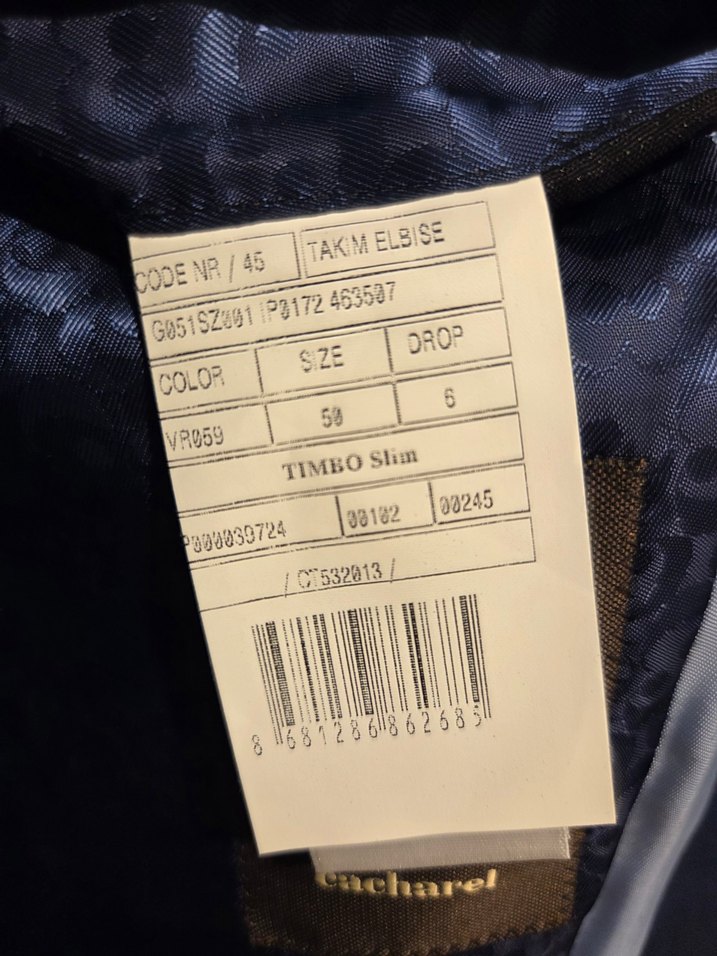 CODE NR / 45 TAKIM ELBISE
G051SZ001 IP0172 463507
COLOR SIZE DROP
VR059 50 6
TIMBO Slim
P000039724 00102 00245
/ CT532013 /
8 681286 862685
cacharel